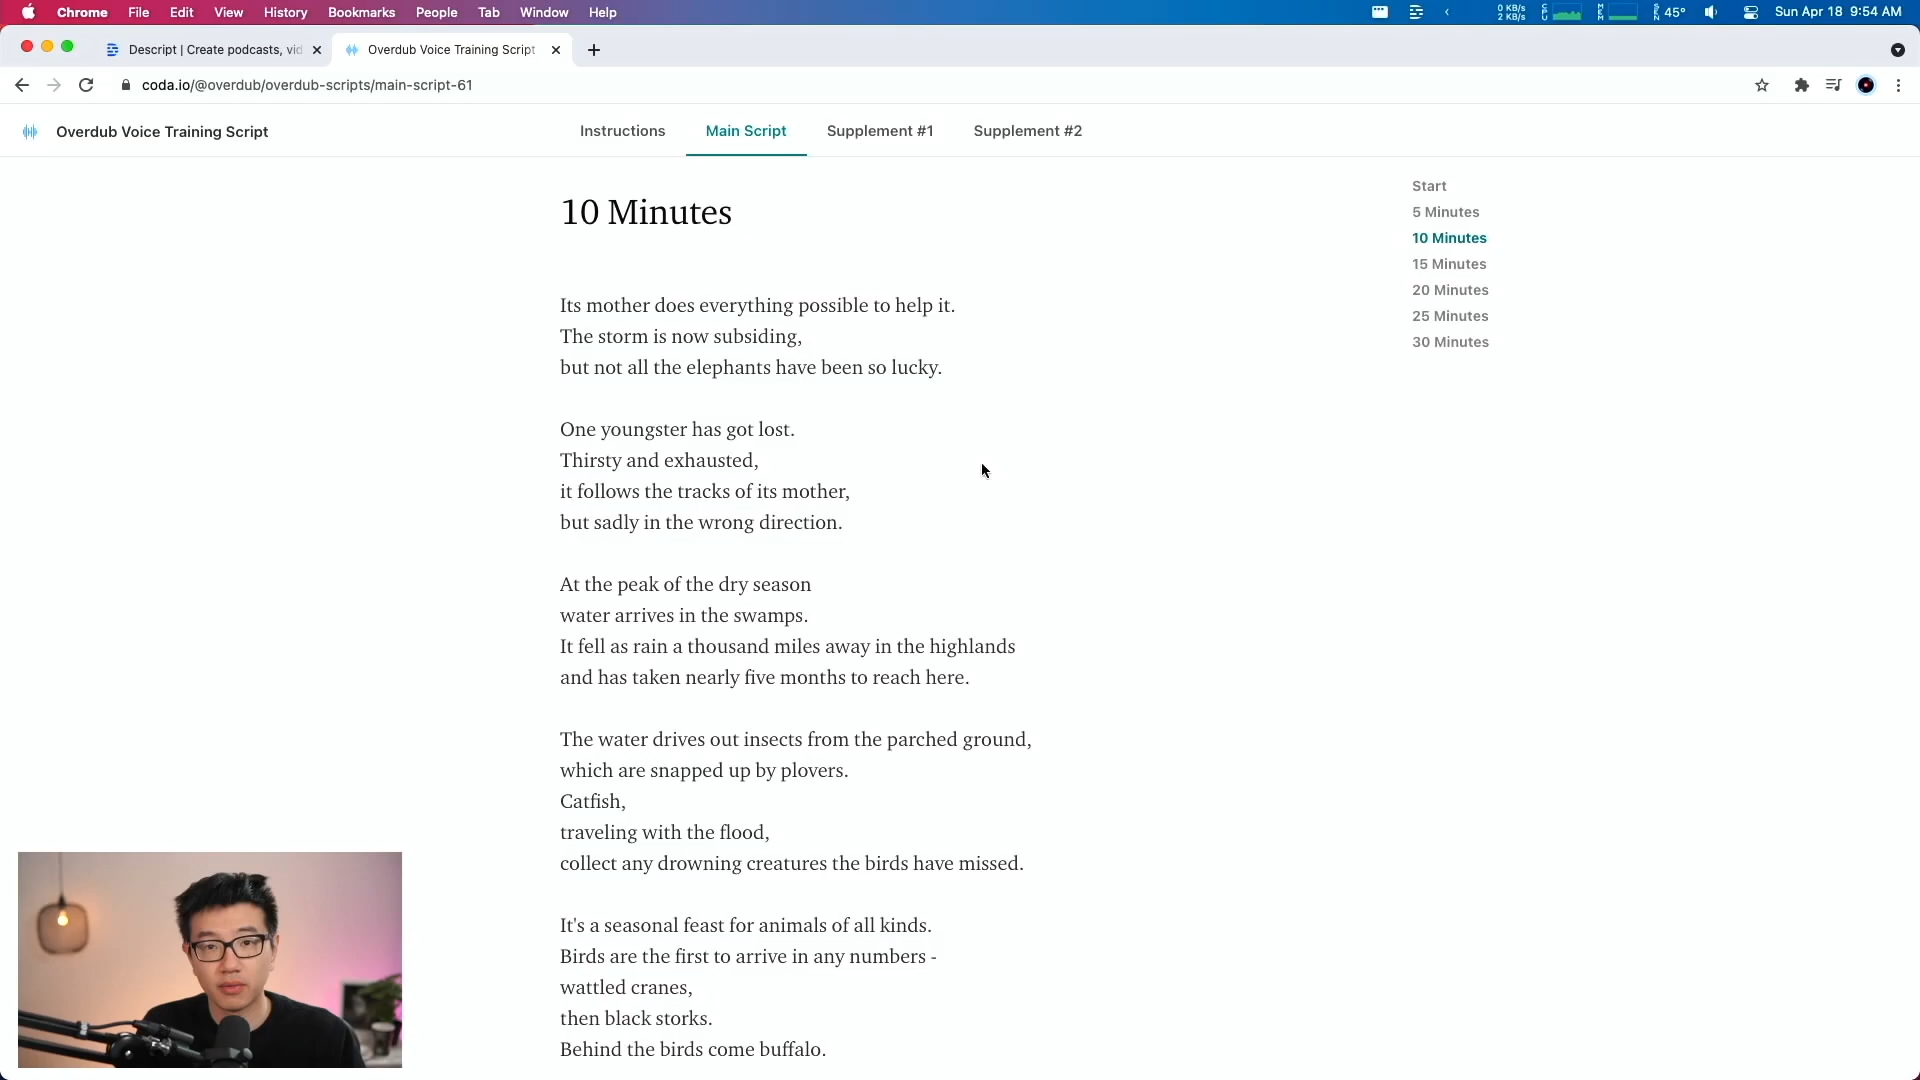 Chrome File Edit View History Bookmarks People Tab Window Help
0 KB/s
2 KB/s
45°
Sun Apr 18 9:54 AM
Descript | Create podcasts, vid
Overdub Voice Training Script
coda.io/@overdub/overdub-scripts/main-script-61
Overdub Voice Training Script
Instructions
Main Script
Supplement #1
Supplement #2
10 Minutes
Its mother does everything possible to help it.
The storm is now subsiding,
but not all the elephants have been so lucky.
One youngster has got lost.
Thirsty and exhausted,
it follows the tracks of its mother,
but sadly in the wrong direction.
At the peak of the dry season
water arrives in the swamps.
It fell as rain a thousand miles away in the highlands
and has taken nearly five months to reach here.
The water drives out insects from the parched ground,
which are snapped up by plovers.
Catfish,
traveling with the flood,
collect any drowning creatures the birds have missed.
It's a seasonal feast for animals of all kinds.
Birds are the first to arrive in any numbers -
wattled cranes,
then black storks.
Behind the birds come buffalo.
Start
5 Minutes
10 Minutes
15 Minutes
20 Minutes
25 Minutes
30 Minutes